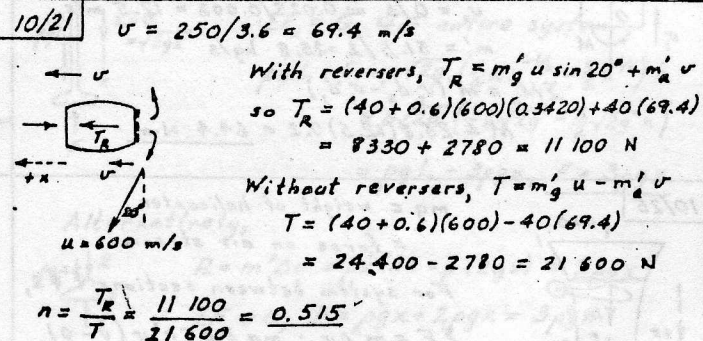 10/21
v = 250/3.6 = 69.4 m/s
With reversers, T_R = m'_g u sin 20° + m'_a v
so T_R = (40 + 0.6)(600)(0.3420) + 40(69.4)
= 8330 + 2780 = 11 100 N
Without reversers, T = m'_g u - m'_a v
T = (40 + 0.6)(600) - 40(69.4)
= 24,400 - 2780 = 21 600 N
v
T_R
+x
v
20°
u = 600 m/s
n = T_R/T = 11 100/21 600 = 0.515